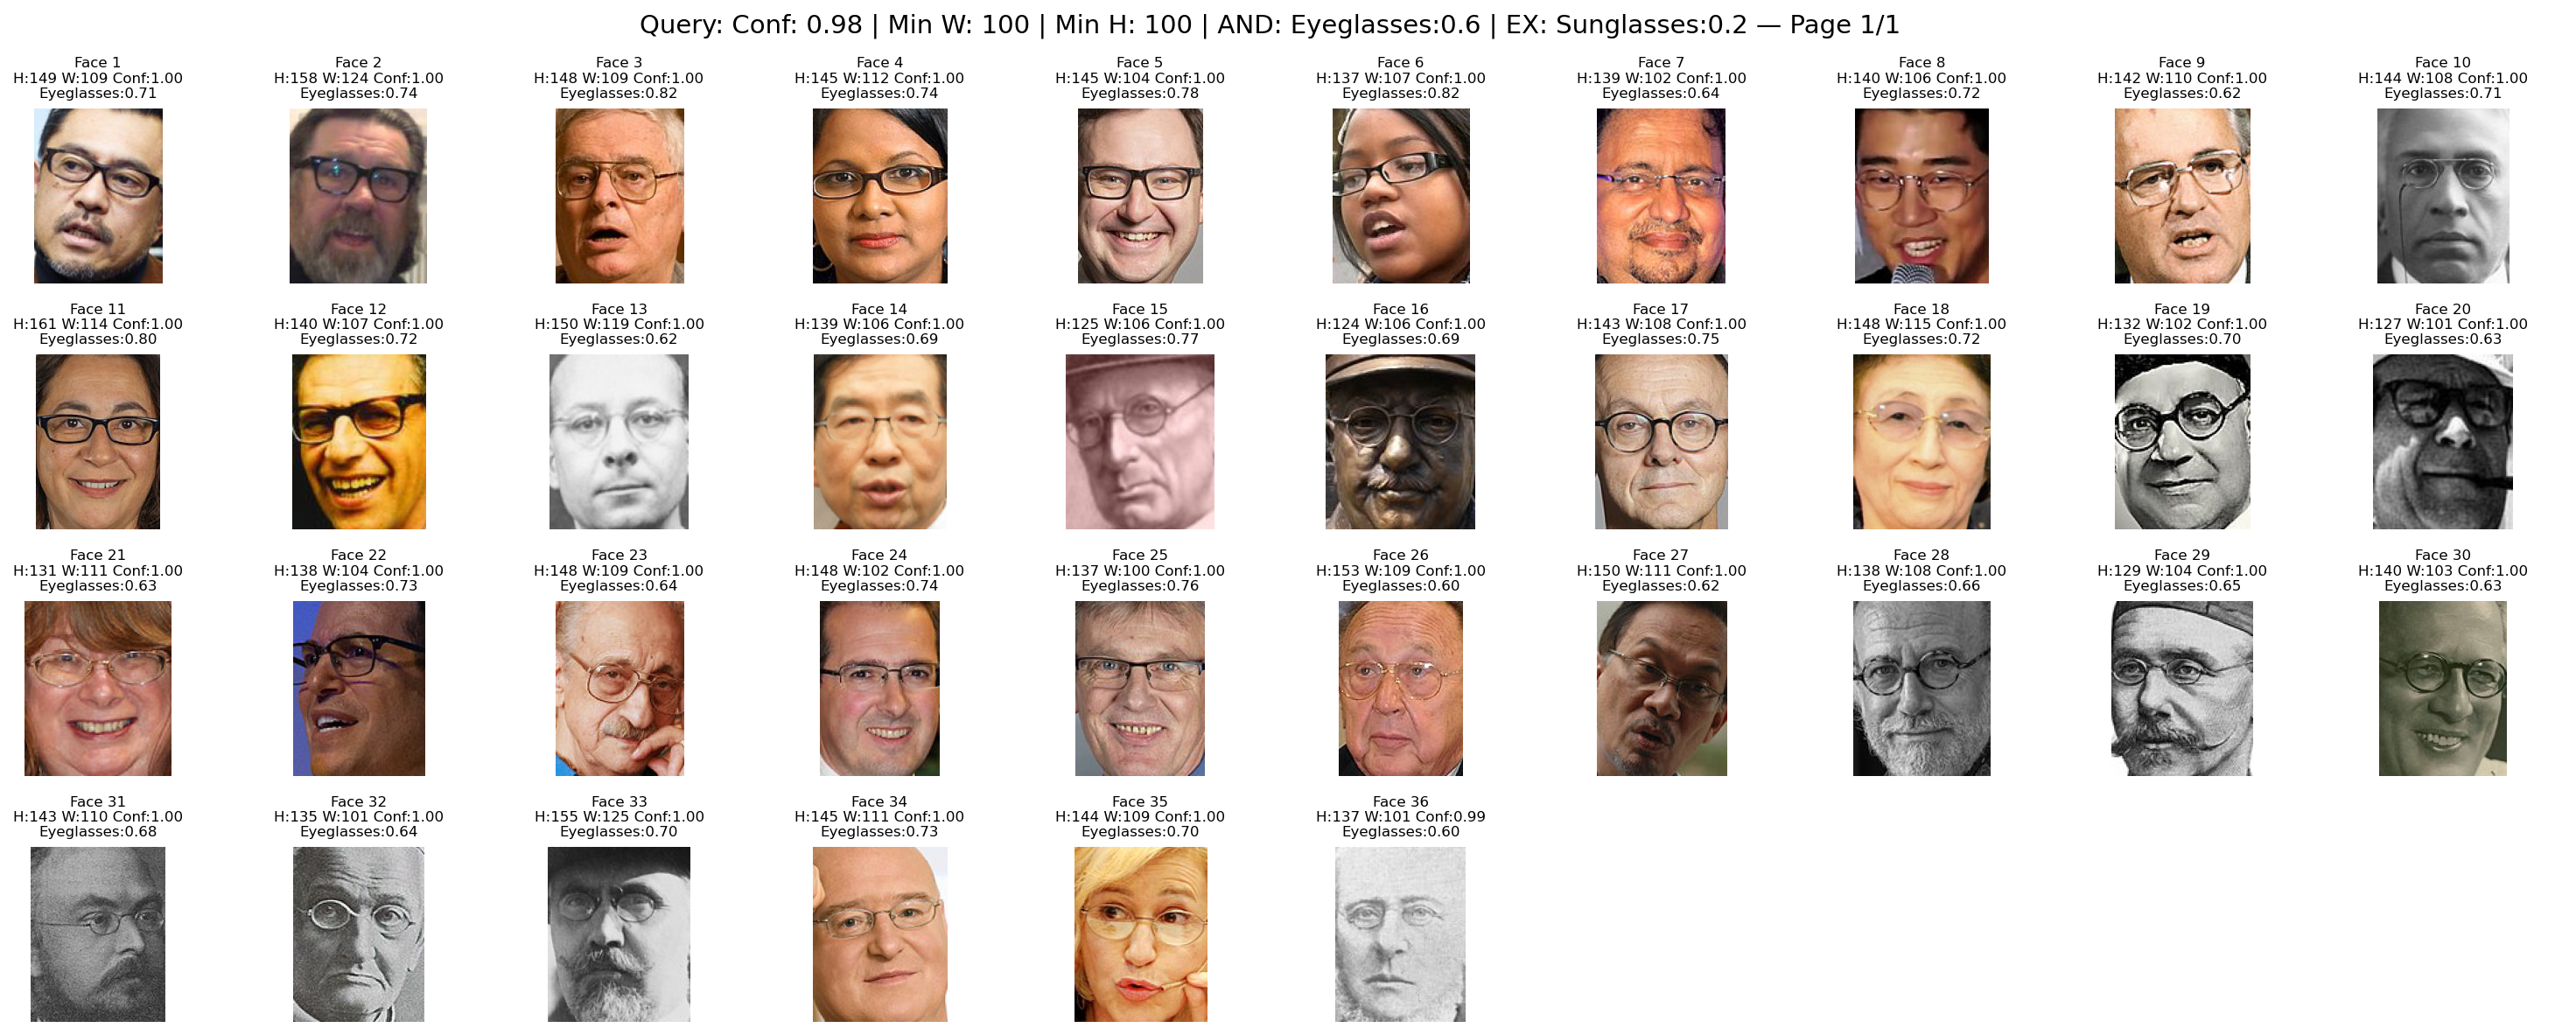 Query: Conf: 0.98 | Min W: 100 | Min H: 100 | AND: Eyeglasses:0.6 | EX: Sunglasses:0.2 — Page 1/1
Face 1
H:149 W:109 Conf:1.00
Eyeglasses:0.71
Face 2
H:158 W:124 Conf:1.00
Eyeglasses:0.74
Face 3
H:148 W:109 Conf:1.00
Eyeglasses:0.82
Face 4
H:145 W:112 Conf:1.00
Eyeglasses:0.74
Face 5
H:145 W:104 Conf:1.00
Eyeglasses:0.78
Face 6
H:137 W:107 Conf:1.00
Eyeglasses:0.82
Face 7
H:139 W:102 Conf:1.00
Eyeglasses:0.64
Face 8
H:140 W:106 Conf:1.00
Eyeglasses:0.72
Face 9
H:142 W:110 Conf:1.00
Eyeglasses:0.62
Face 10
H:144 W:108 Conf:1.00
Eyeglasses:0.71
Face 11
H:161 W:114 Conf:1.00
Eyeglasses:0.80
Face 12
H:140 W:107 Conf:1.00
Eyeglasses:0.72
Face 13
H:150 W:119 Conf:1.00
Eyeglasses:0.62
Face 14
H:139 W:106 Conf:1.00
Eyeglasses:0.69
Face 15
H:125 W:106 Conf:1.00
Eyeglasses:0.77
Face 16
H:124 W:106 Conf:1.00
Eyeglasses:0.69
Face 17
H:143 W:108 Conf:1.00
Eyeglasses:0.75
Face 18
H:148 W:115 Conf:1.00
Eyeglasses:0.72
Face 19
H:132 W:102 Conf:1.00
Eyeglasses:0.70
Face 20
H:127 W:101 Conf:1.00
Eyeglasses:0.63
Face 21
H:131 W:111 Conf:1.00
Eyeglasses:0.63
Face 22
H:138 W:104 Conf:1.00
Eyeglasses:0.73
Face 23
H:148 W:109 Conf:1.00
Eyeglasses:0.64
Face 24
H:148 W:102 Conf:1.00
Eyeglasses:0.74
Face 25
H:137 W:100 Conf:1.00
Eyeglasses:0.76
Face 26
H:153 W:109 Conf:1.00
Eyeglasses:0.60
Face 27
H:150 W:111 Conf:1.00
Eyeglasses:0.62
Face 28
H:138 W:108 Conf:1.00
Eyeglasses:0.66
Face 29
H:129 W:104 Conf:1.00
Eyeglasses:0.65
Face 30
H:140 W:103 Conf:1.00
Eyeglasses:0.63
Face 31
H:143 W:110 Conf:1.00
Eyeglasses:0.68
Face 32
H:135 W:101 Conf:1.00
Eyeglasses:0.64
Face 33
H:155 W:125 Conf:1.00
Eyeglasses:0.70
Face 34
H:145 W:111 Conf:1.00
Eyeglasses:0.73
Face 35
H:144 W:109 Conf:1.00
Eyeglasses:0.70
Face 36
H:137 W:101 Conf:0.99
Eyeglasses:0.60